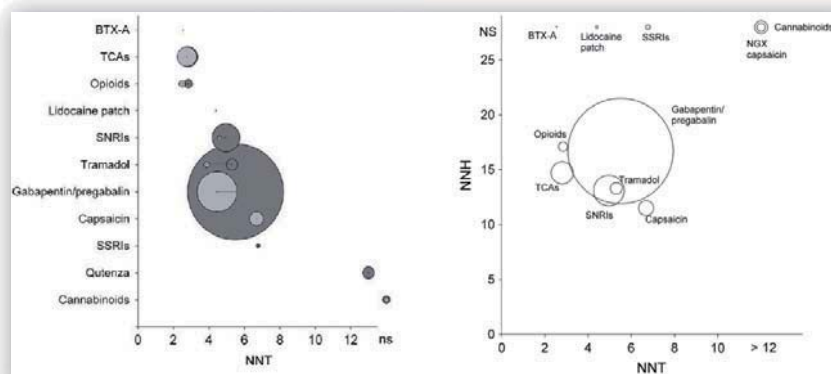 BTX-A
TCAs
Opioids
Lidocaine patch
SNRIs
Tramadol
Gabapentin/pregabalin
Capsaicin
SSRIs
Qutenza
Cannabinoids
0 2 4 6 8 10 12 ns
NNT
NS
25
20
15
10
5
0
NNH
BTX-A
Lidocaine
patch
SSRIs
Cannabinoids
NGX
capsaicin
Gabapentin/
pregabalin
Opioids
TCAs
Tramadol
SNRIs
Capsaicin
0 2 4 6 8 10 > 12
NNT